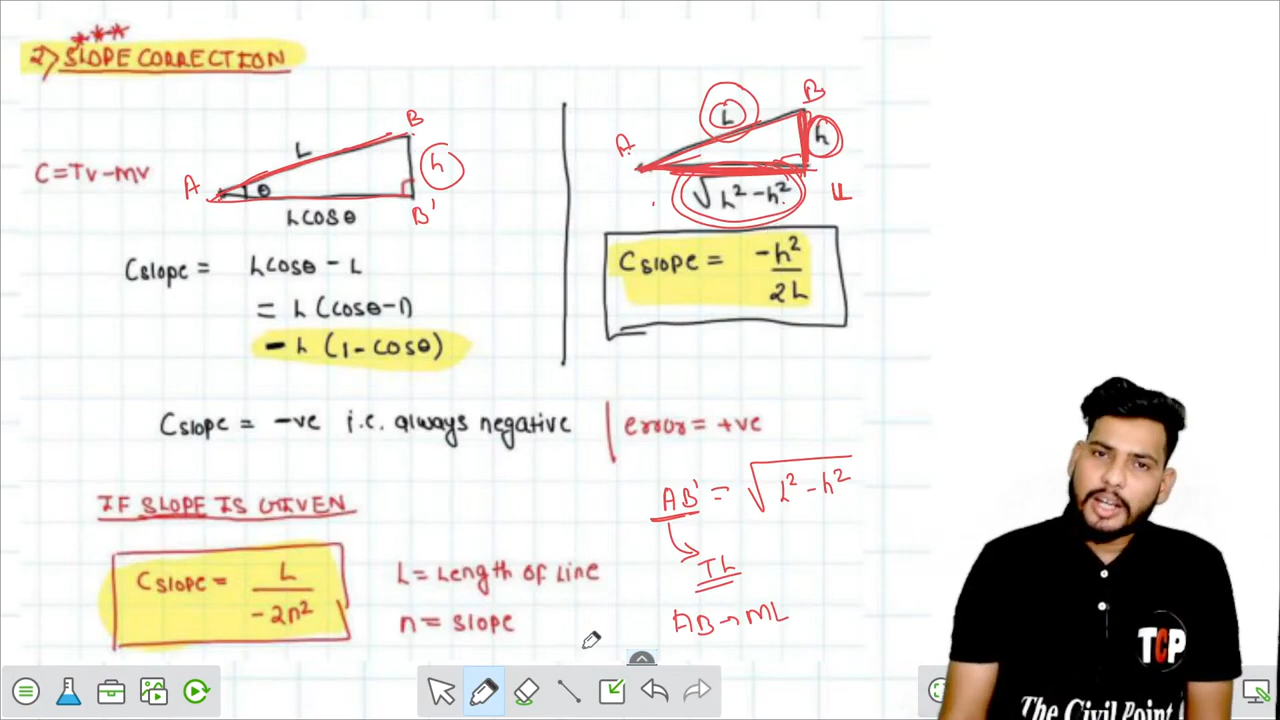 2) SLOPE CORRECTION
C = TV - MV
A
B
L
θ
h
LCOSθ
B'
A
B
L
h
√L² - h²
Cslope = LCOSθ - L
= L (COSθ - 1)
- L (1 - COSθ)
Cslope = -h²/2L
Cslope = -ve i.e. always negative
error = +ve
AB' = √L² - h²
TL
AB → ML
IF SLOPE IS GIVEN
Cslope = L/-2n²
L = Length of Line
n = slope
TCP
The Civil Point